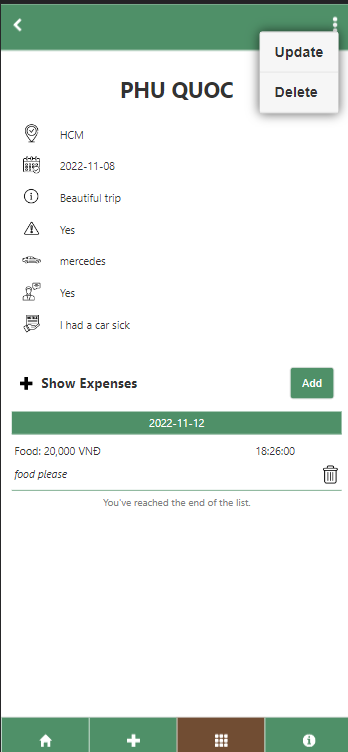 Update
Delete
PHU QUOC
HCM
2022-11-08
Beautiful trip
Yes
mercedes
Yes
I had a car sick
Show Expenses
Add
2022-11-12
Food: 20,000 VNĐ 18:26:00
food please
You've reached the end of the list.